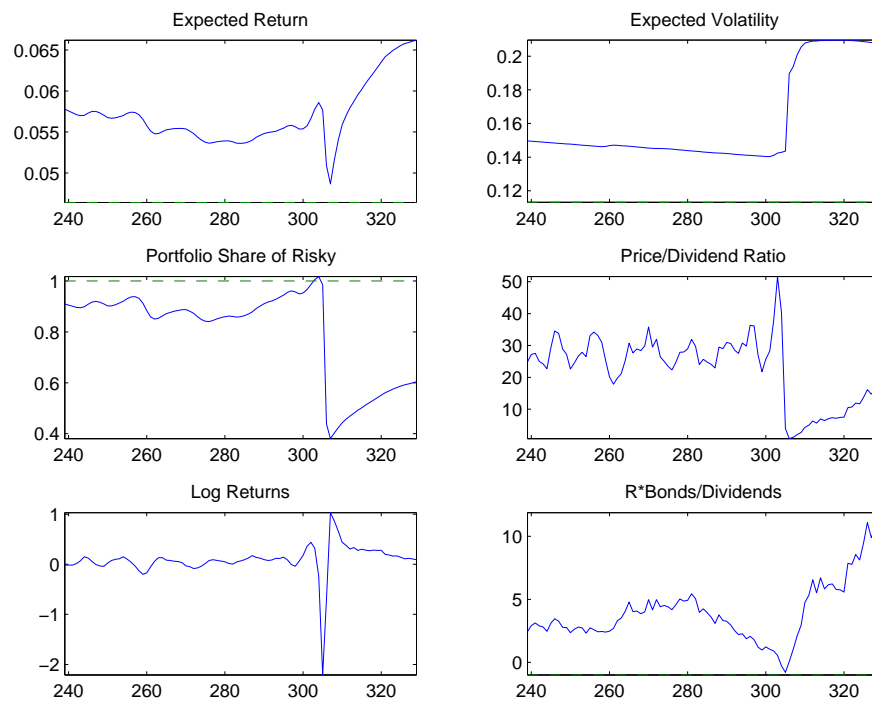 Expected Return
0.065
0.06
0.055
0.05
240 260 280 300 320
Expected Volatility
0.2
0.18
0.16
0.14
0.12
240 260 280 300 320
Portfolio Share of Risky
1
0.8
0.6
0.4
240 260 280 300 320
Price/Dividend Ratio
50
40
30
20
10
240 260 280 300 320
Log Returns
1
0
−1
−2
240 260 280 300 320
R*Bonds/Dividends
10
5
0
240 260 280 300 320